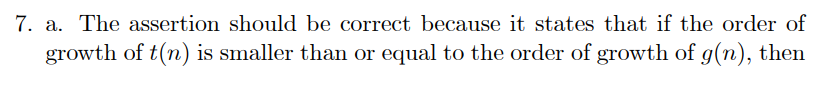 7. a. The assertion should be correct because it states that if the order of
growth of t(n) is smaller than or equal to the order of growth of g(n), then